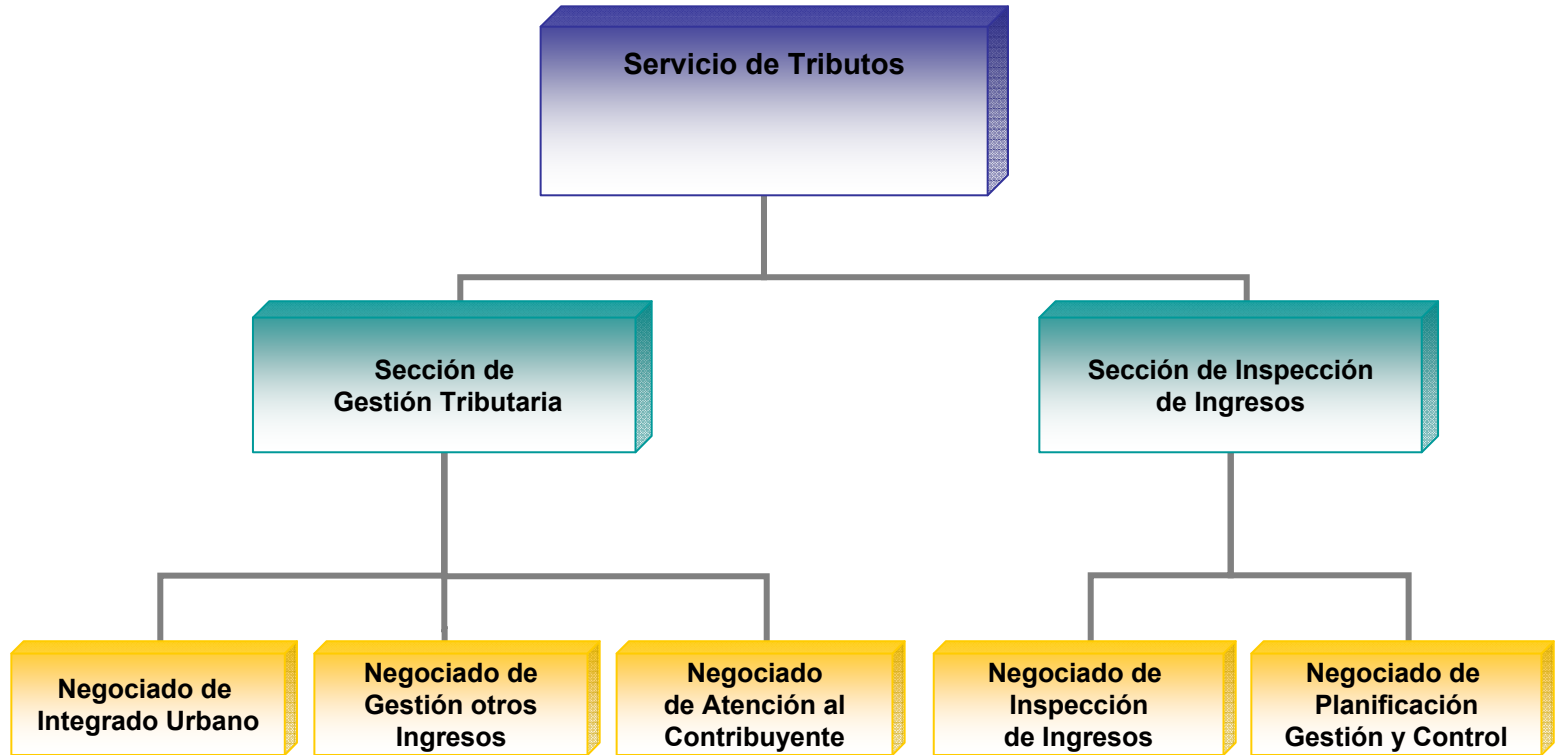 Servicio de Tributos
Sección de
Gestión Tributaria
Sección de Inspección
de Ingresos
Negociado de
Integrado Urbano
Negociado de
Gestión otros
Ingresos
Negociado
de Atención al
Contribuyente
Negociado de
Inspección
de Ingresos
Negociado de
Planificación
Gestión y Control